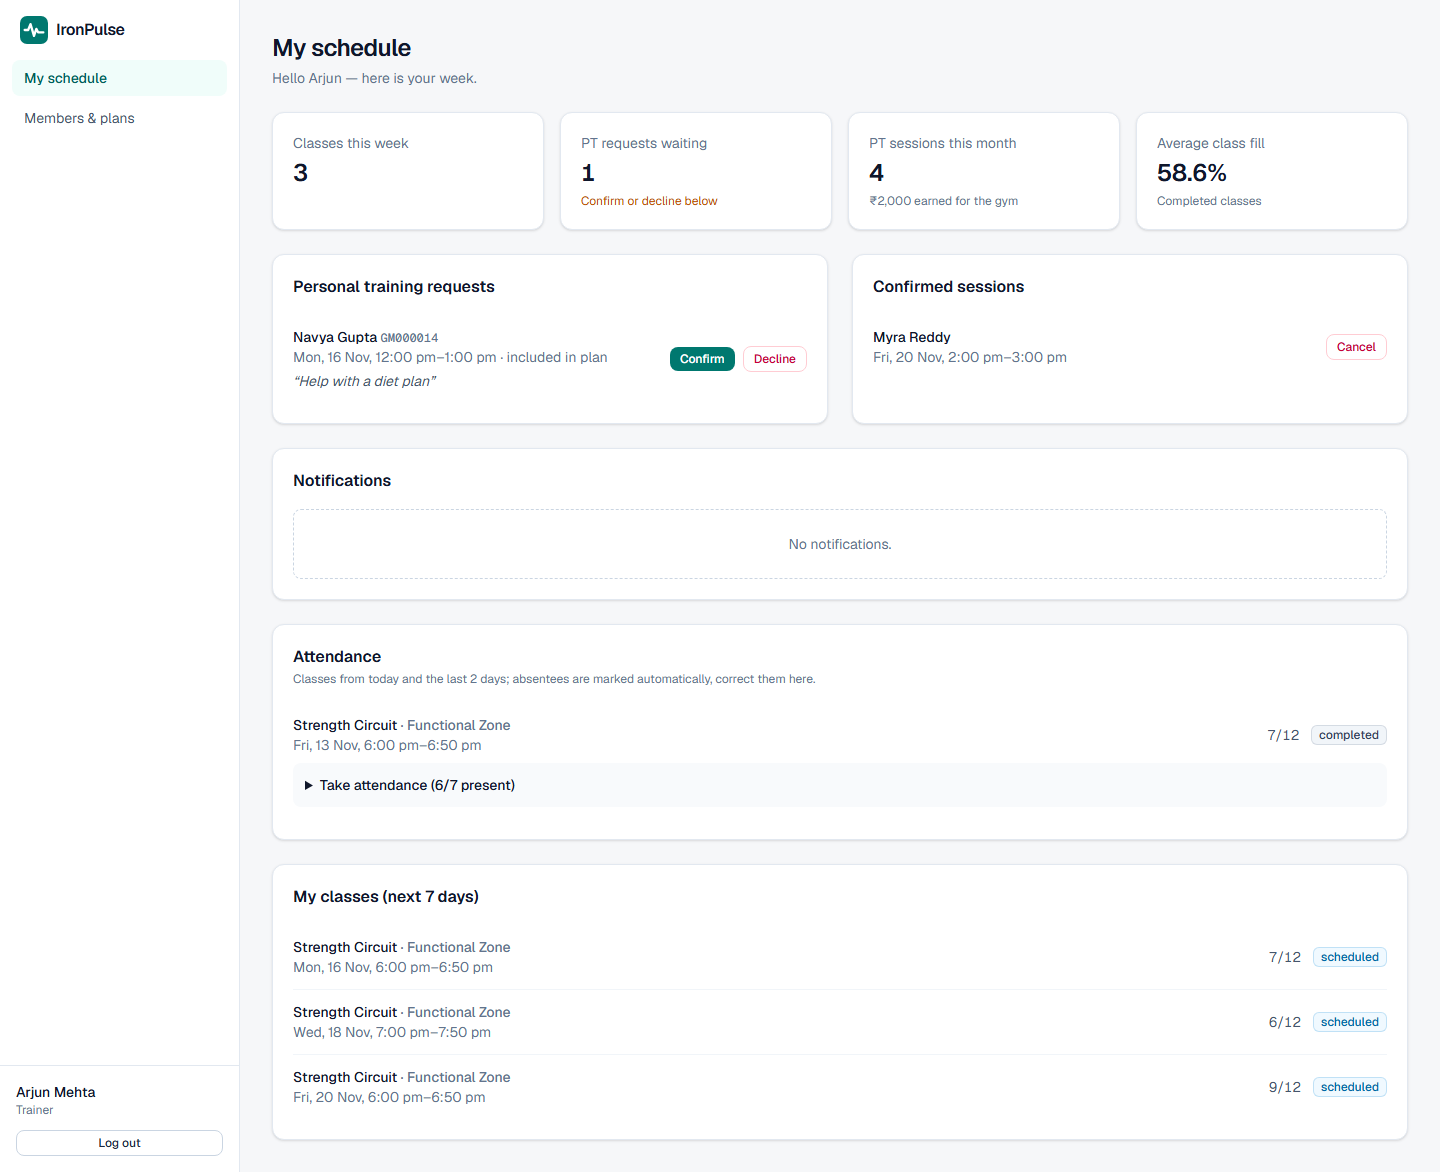 IronPulse
My schedule
Members & plans
My schedule
Hello Arjun — here is your week.
Classes this week
3
PT requests waiting
1
Confirm or decline below
PT sessions this month
4
₹2,000 earned for the gym
Average class fill
58.6%
Completed classes
Personal training requests
Navya Gupta GM000014
Mon, 16 Nov, 12:00 pm–1:00 pm · included in plan
“Help with a diet plan”
Confirm
Decline
Confirmed sessions
Myra Reddy
Fri, 20 Nov, 2:00 pm–3:00 pm
Cancel
Notifications
No notifications.
Attendance
Classes from today and the last 2 days; absentees are marked automatically, correct them here.
Strength Circuit · Functional Zone
Fri, 13 Nov, 6:00 pm–6:50 pm
7/12 completed
Take attendance (6/7 present)
My classes (next 7 days)
Strength Circuit · Functional Zone
Mon, 16 Nov, 6:00 pm–6:50 pm
7/12 scheduled
Strength Circuit · Functional Zone
Wed, 18 Nov, 7:00 pm–7:50 pm
6/12 scheduled
Strength Circuit · Functional Zone
Fri, 20 Nov, 6:00 pm–6:50 pm
9/12 scheduled
Arjun Mehta
Trainer
Log out